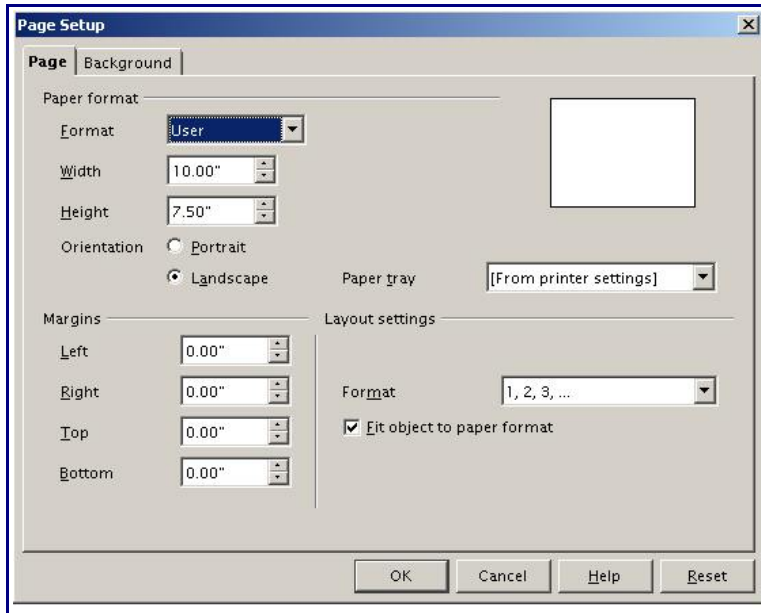 Page Setup
Page Background
Paper format
Format User
Width 10.00"
Height 7.50"
Orientation Portrait
Landscape Paper tray [From printer settings]
Margins Layout settings
Left 0.00"
Right 0.00" Format 1, 2, 3, ...
Top 0.00" Fit object to paper format
Bottom 0.00"
OK Cancel Help Reset